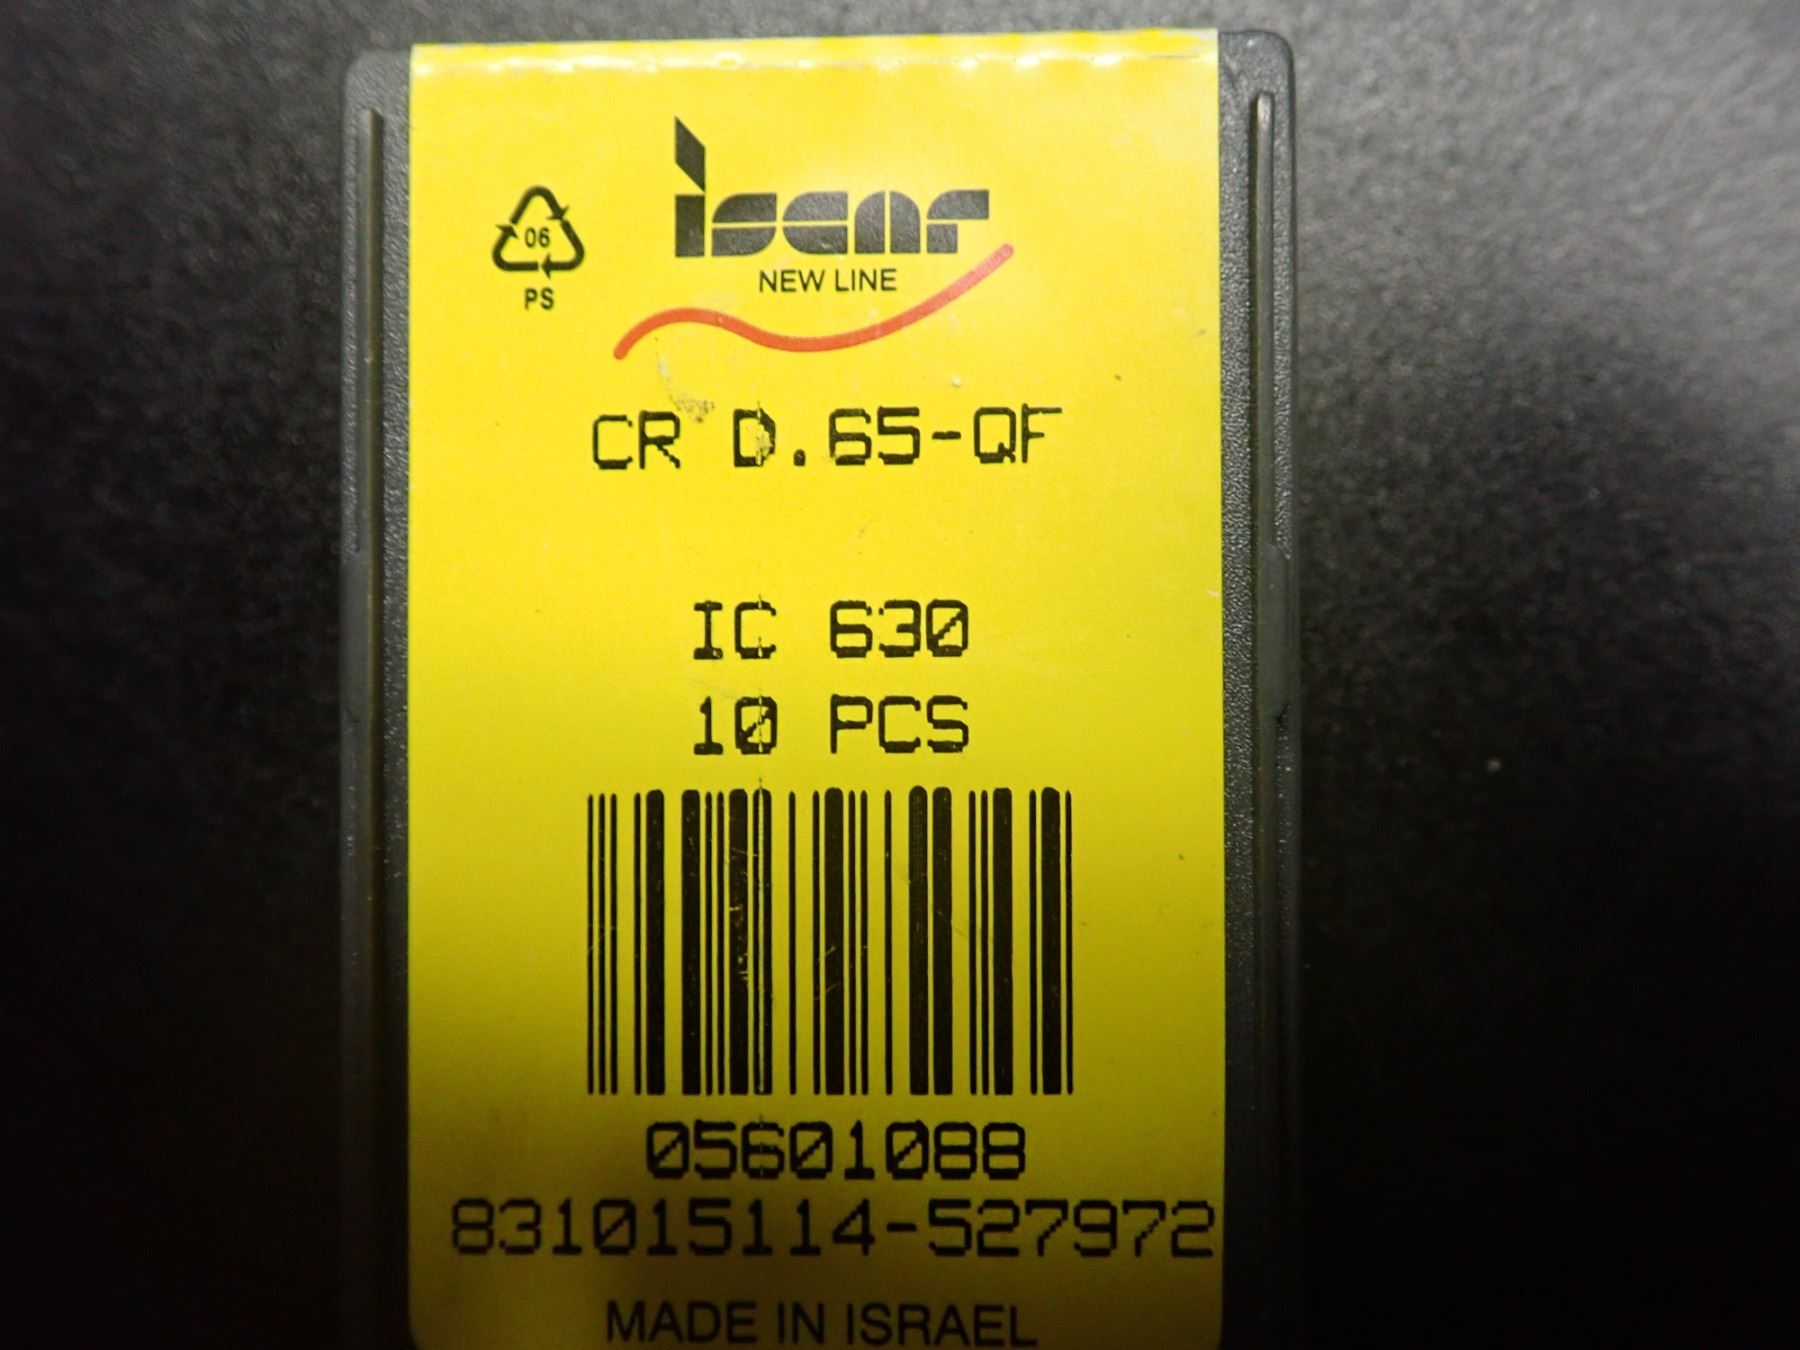 iscar
NEW LINE
06
PS
CR D.65-QF
IC 630
10 PCS
05601088
831015114-527972
MADE IN ISRAEL